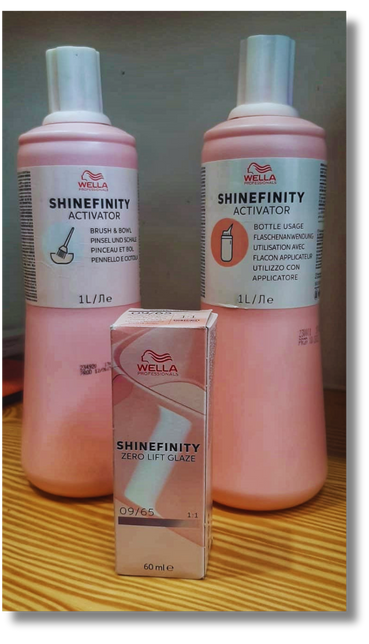 WELLA
PROFESSIONALS
SHINEFINITY
ACTIVATOR
BRUSH & BOWL
PINSEL UND SCHALE
PINCEAU ET BOL
PENNELLO E CIOTOLA
1L/Л℮
WELLA
PROFESSIONALS
SHINEFINITY
ACTIVATOR
BOTTLE USAGE
FLASCHENANWENDUNG
UTILISATION AVEC
FLACON APPLICATEUR
UTILIZZO CON
APPLICATORE
1L/Л℮
WELLA
PROFESSIONALS
SHINEFINITY
ZERO LIFT GLAZE
09/65
1:1
60 ml ℮